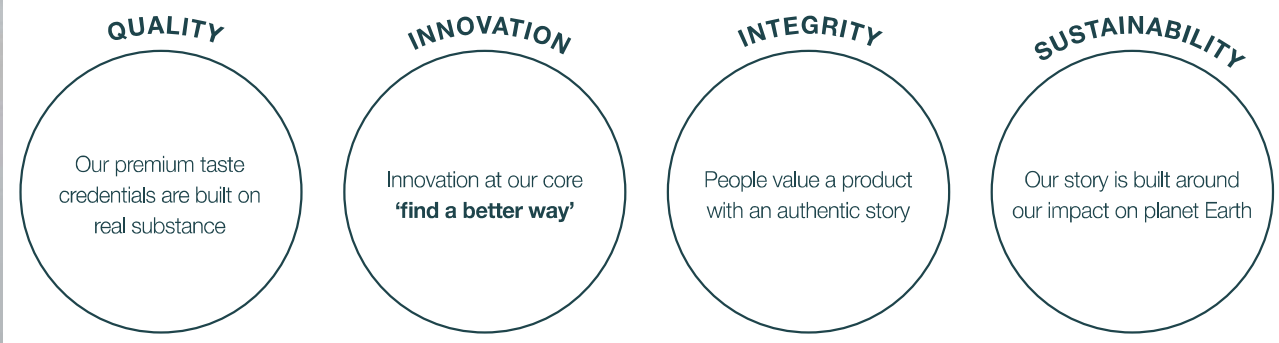 QUALITY
Our premium taste
credentials are built on
real substance
INNOVATION
Innovation at our core
‘find a better way’
INTEGRITY
People value a product
with an authentic story
SUSTAINABILITY
Our story is built around
our impact on planet Earth